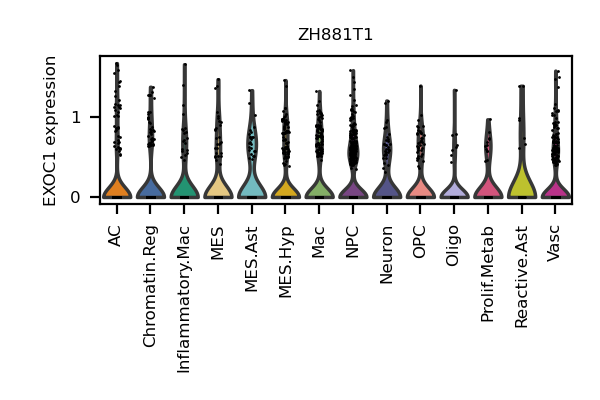 ZH881T1
EXOC1 expression
1
0
AC
Chromatin.Reg
Inflammatory.Mac
MES
MES.Ast
MES.Hyp
Mac
NPC
Neuron
OPC
Oligo
Prolif.Metab
Reactive.Ast
Vasc